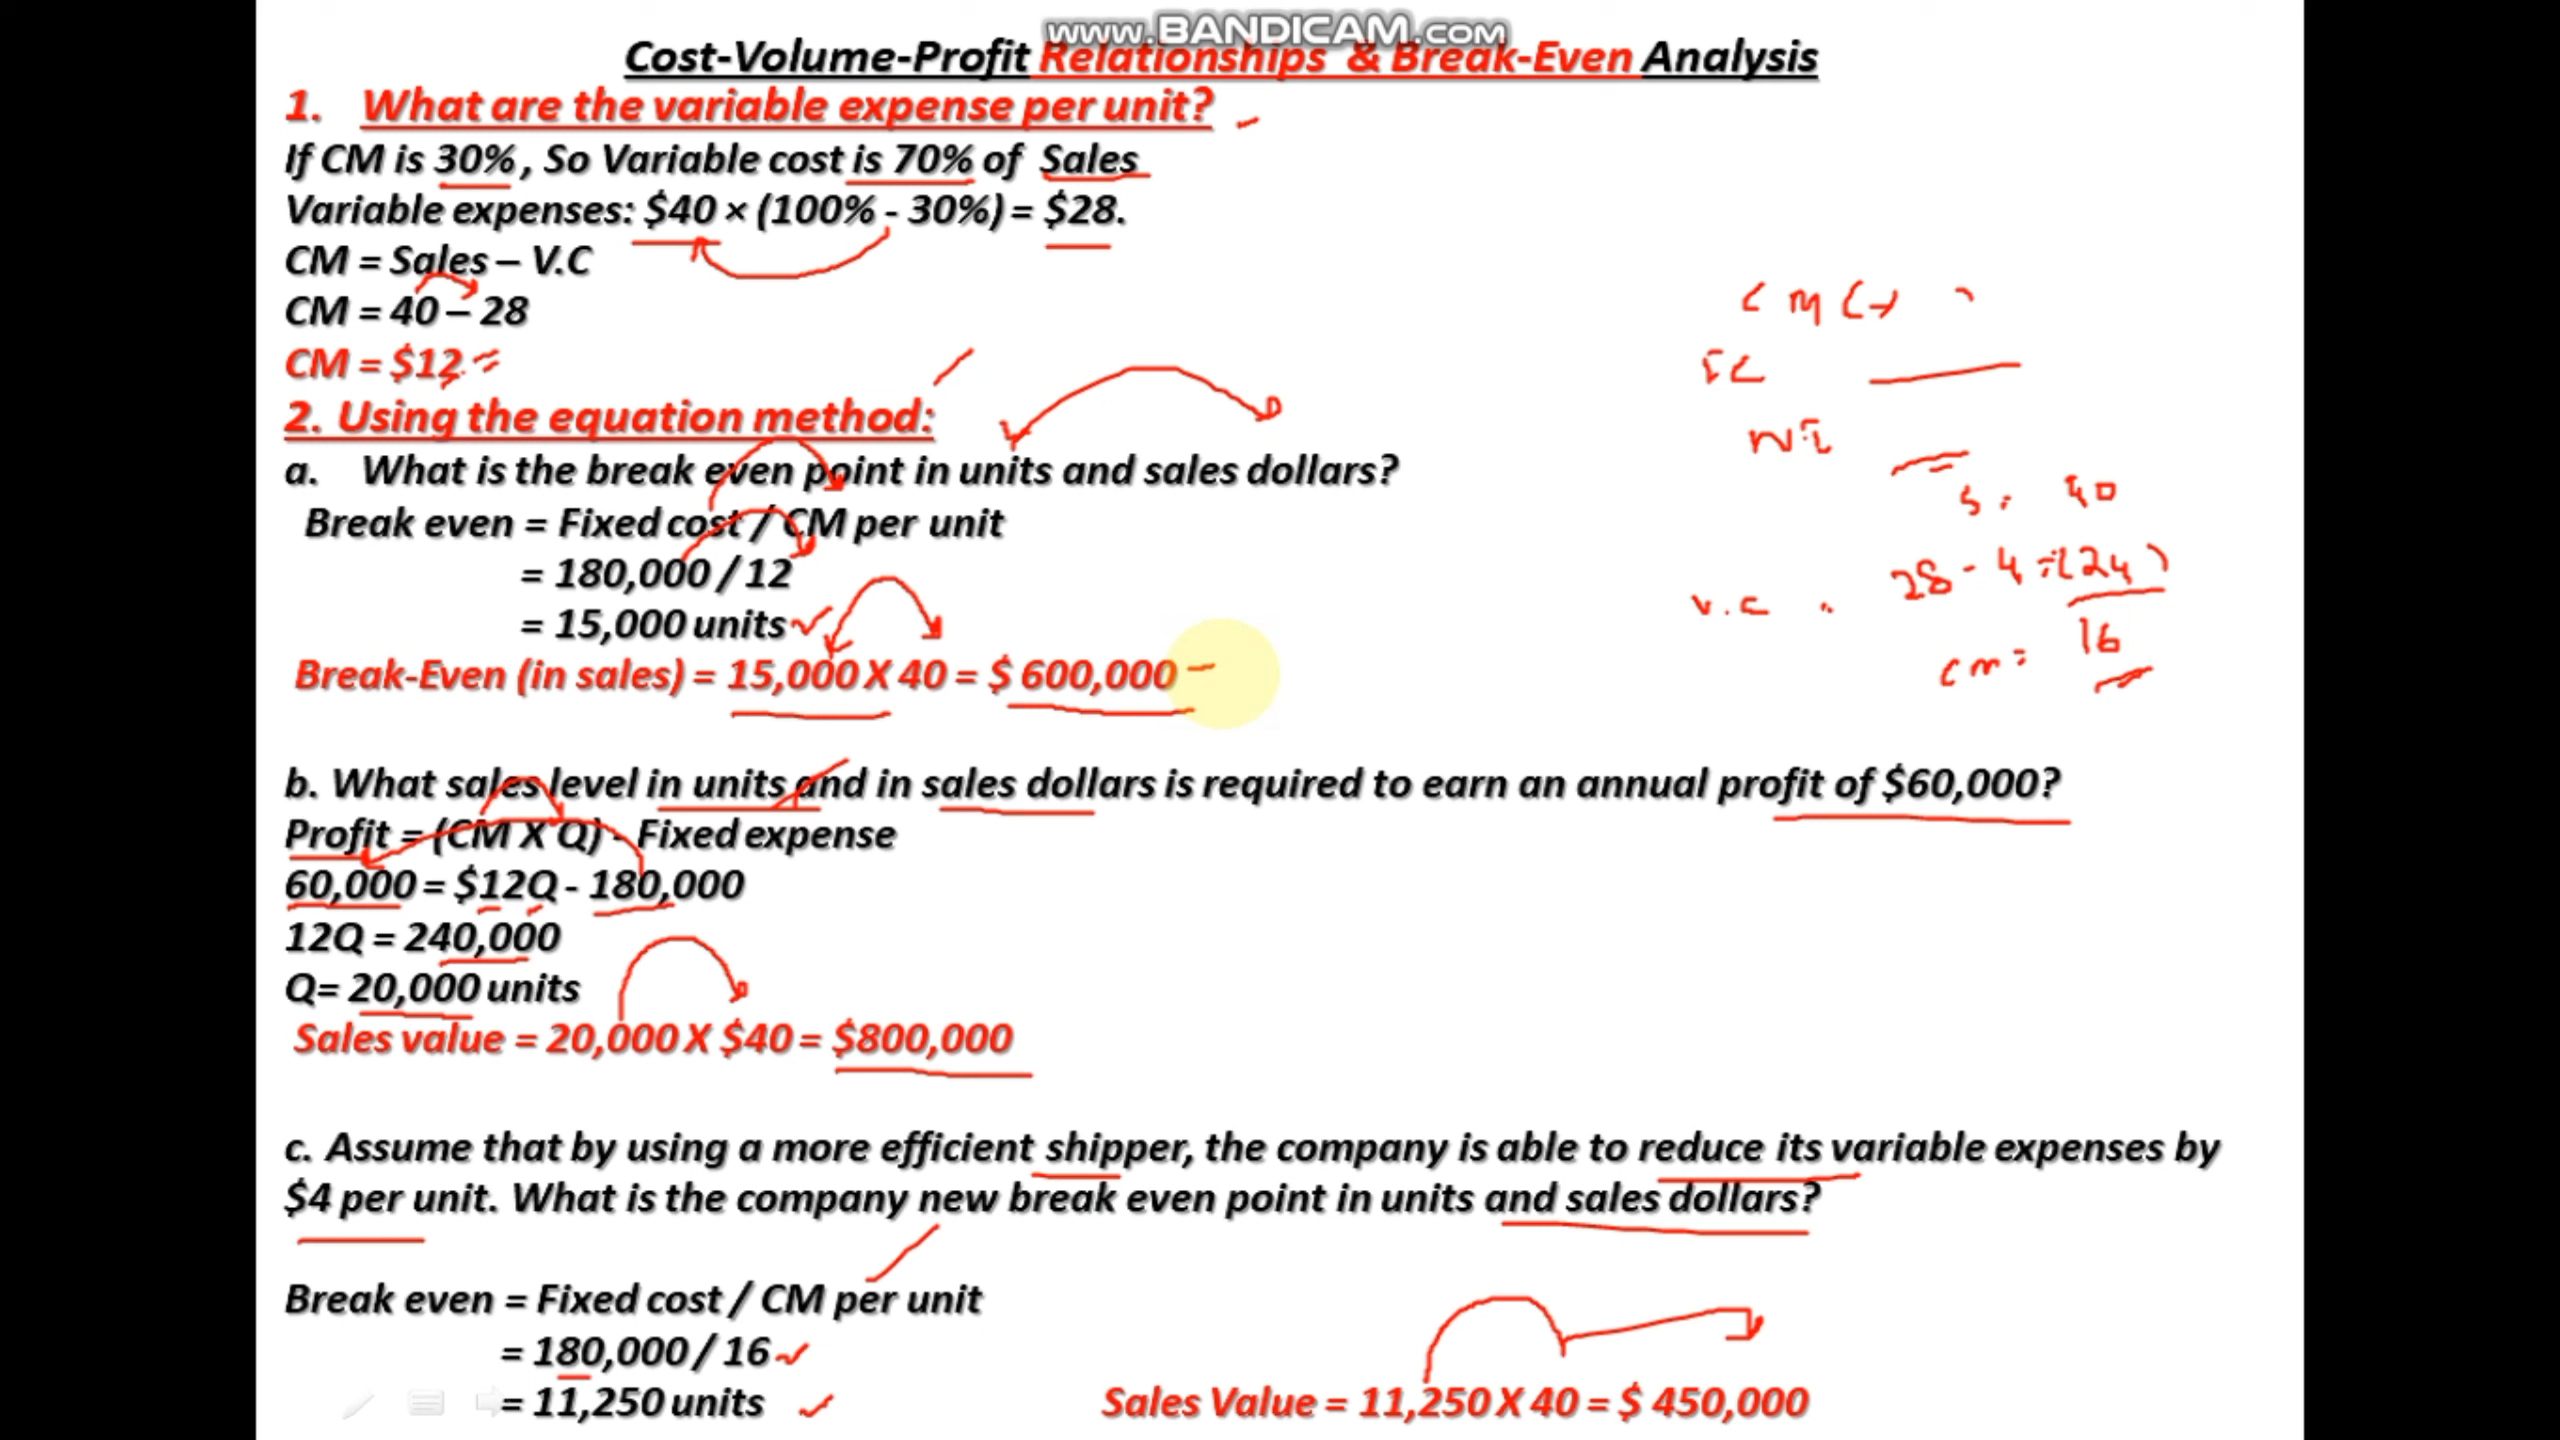 www.BANDICAM.com
Cost-Volume-Profit Relationships & Break-Even Analysis
1. What are the variable expense per unit?
If CM is 30% , So Variable cost is 70% of Sales
Variable expenses: $40 × (100% - 30%) = $28.
CM = Sales – V.C
CM = 40 – 28
CM = $12
2. Using the equation method:
a. What is the break even point in units and sales dollars?
Break even = Fixed cost / CM per unit
= 180,000 / 12
= 15,000 units
Break-Even (in sales) = 15,000 X 40 = $ 600,000
CM
FC
NI
S: 40
V.C : 28 - 4 = (24)
CM = 16
b. What sales level in units and in sales dollars is required to earn an annual profit of $60,000?
Profit = (CM X Q) - Fixed expense
60,000 = $12Q - 180,000
12Q = 240,000
Q= 20,000 units
Sales value = 20,000 X $40 = $800,000
c. Assume that by using a more efficient shipper, the company is able to reduce its variable expenses by
$4 per unit. What is the company new break even point in units and sales dollars?
Break even = Fixed cost / CM per unit
= 180,000 / 16
= 11,250 units
Sales Value = 11,250 X 40 = $ 450,000